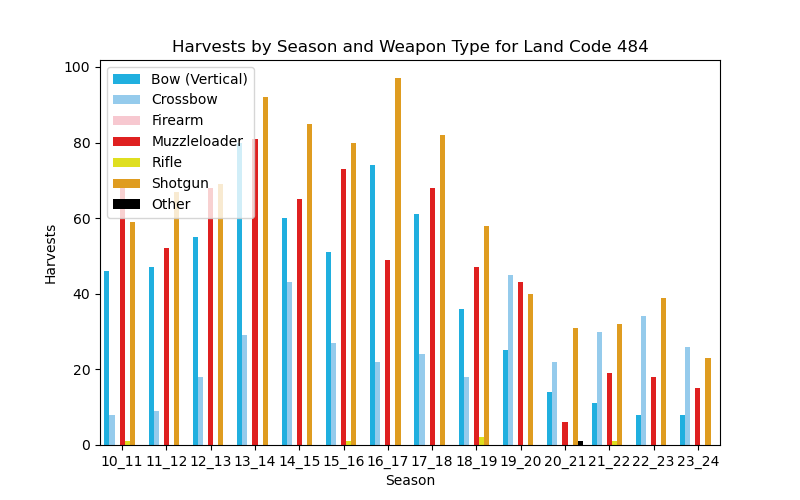 Harvests by Season and Weapon Type for Land Code 484
100
80
60
40
20
0
Harvests
Bow (Vertical)
Crossbow
Firearm
Muzzleloader
Rifle
Shotgun
Other
10_11 11_12 12_13 13_14 14_15 15_16 16_17 17_18 18_19 19_20 20_21 21_22 22_23 23_24
Season